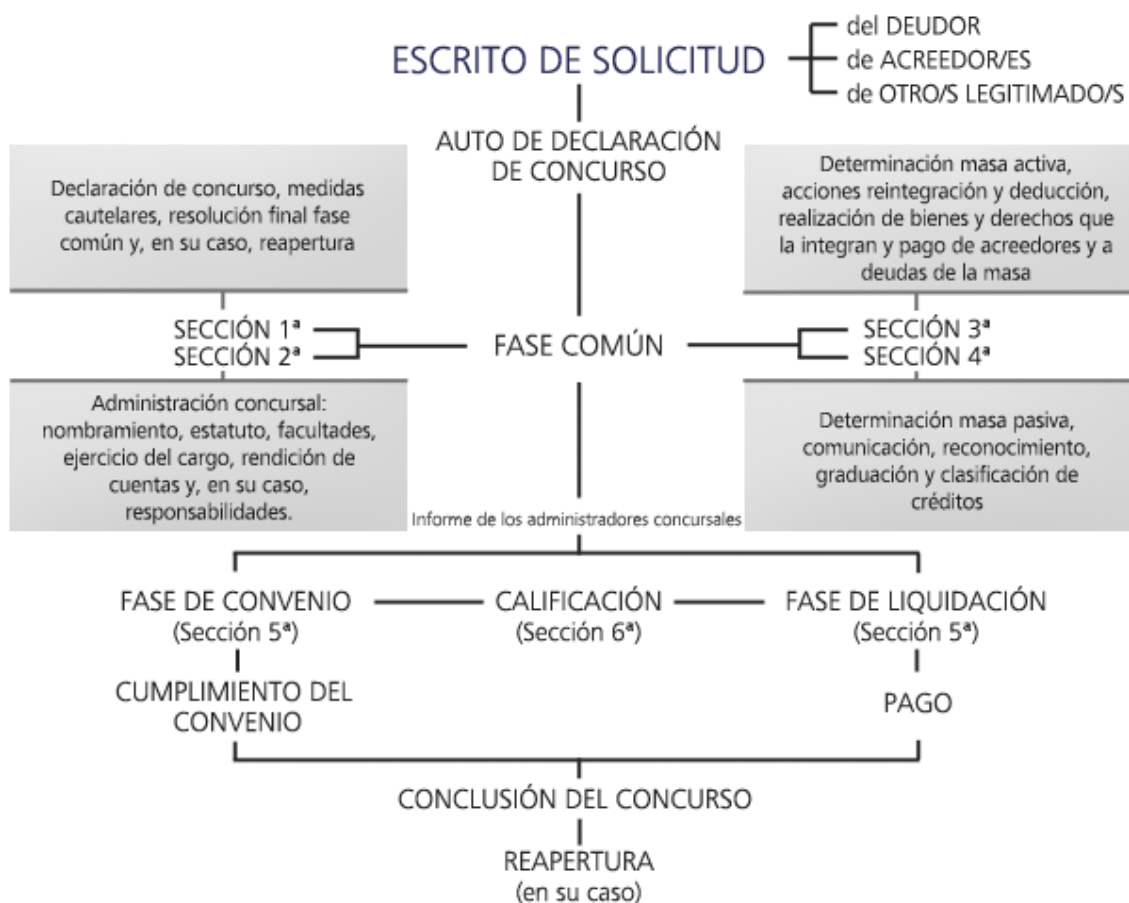 ESCRITO DE SOLICITUD
del DEUDOR
de ACREEDOR/ES
de OTRO/S LEGITIMADO/S
AUTO DE DECLARACIÓN
DE CONCURSO
Declaración de concurso, medidas
cautelares, resolución final fase
común y, en su caso, reapertura
Determinación masa activa,
acciones reintegración y deducción,
realización de bienes y derechos que
la integran y pago de acreedores y a
deudas de la masa
SECCIÓN 1ª
SECCIÓN 2ª
FASE COMÚN
SECCIÓN 3ª
SECCIÓN 4ª
Administración concursal:
nombramiento, estatuto, facultades,
ejercicio del cargo, rendición de
cuentas y, en su caso,
responsabilidades.
Determinación masa pasiva,
comunicación, reconocimiento,
graduación y clasificación de
créditos
Informe de los administradores concursales
FASE DE CONVENIO
(Sección 5ª)
CALIFICACIÓN
(Sección 6ª)
FASE DE LIQUIDACIÓN
(Sección 5ª)
CUMPLIMIENTO DEL
CONVENIO
PAGO
CONCLUSIÓN DEL CONCURSO
REAPERTURA
(en su caso)